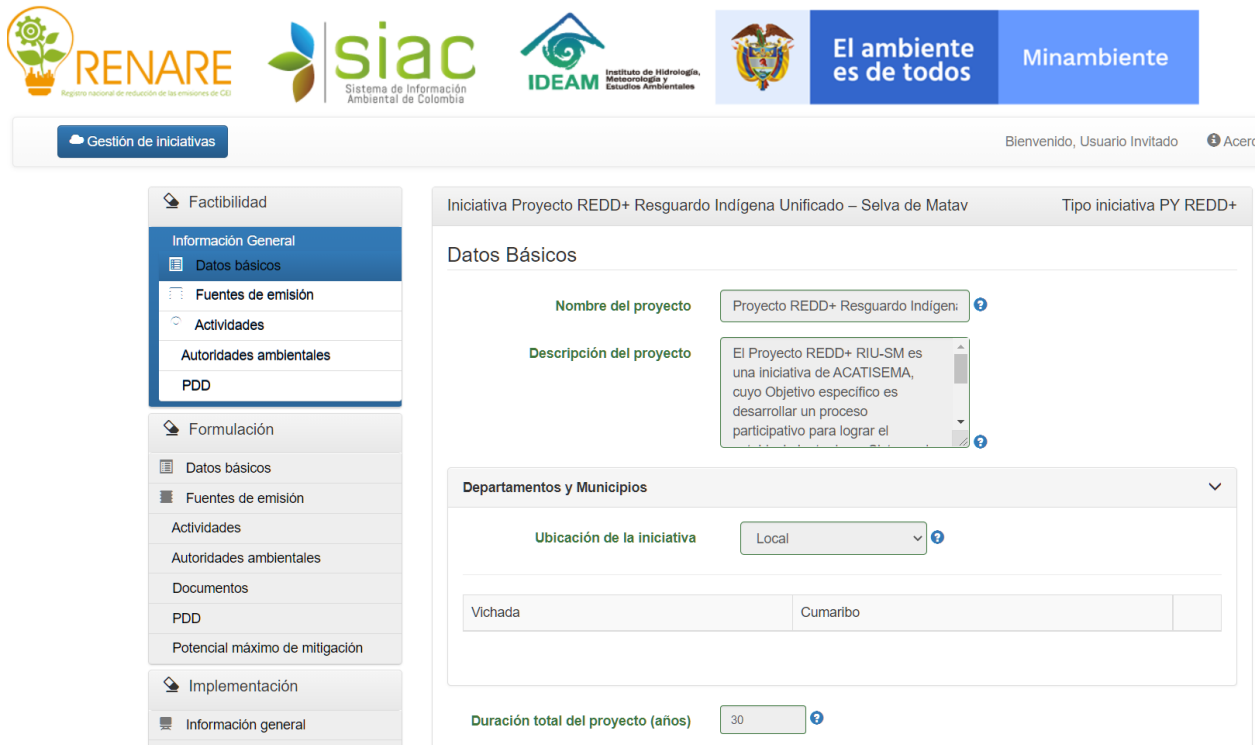 RENARE
Registro nacional de reducción de las emisiones de GEI
siac
Sistema de Información
Ambiental de Colombia
IDEAM
Instituto de Hidrología,
Meteorología y
Estudios Ambientales
El ambiente
es de todos
Minambiente
Gestión de iniciativas
Bienvenido, Usuario Invitado
Acerc
Factibilidad
Información General
Datos básicos
Fuentes de emisión
Actividades
Autoridades ambientales
PDD
Formulación
Datos básicos
Fuentes de emisión
Actividades
Autoridades ambientales
Documentos
PDD
Potencial máximo de mitigación
Implementación
Información general
Iniciativa Proyecto REDD+ Resguardo Indígena Unificado – Selva de Matav
Tipo iniciativa PY REDD+
Datos Básicos
Nombre del proyecto
Proyecto REDD+ Resguardo Indígena
Descripción del proyecto
El Proyecto REDD+ RIU-SM es
una iniciativa de ACATISEMA,
cuyo Objetivo específico es
desarrollar un proceso
participativo para lograr el
Departamentos y Municipios
Ubicación de la iniciativa
Local
Vichada
Cumaribo
Duración total del proyecto (años)
30